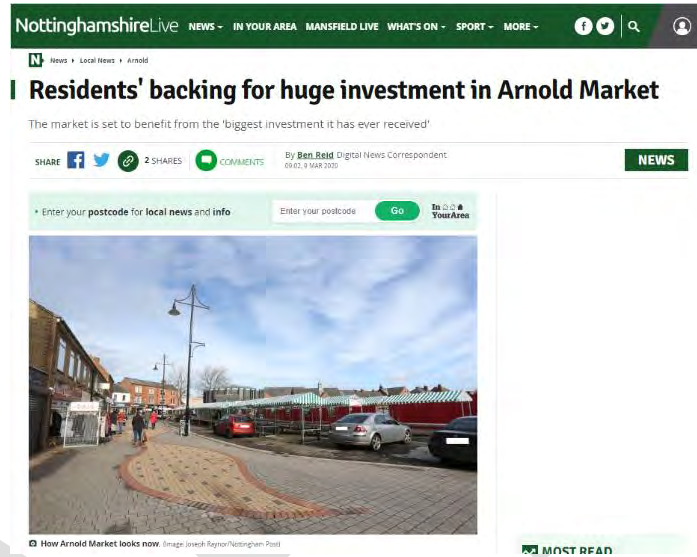 NottinghamshireLive NEWS IN YOUR AREA MANSFIELD LIVE WHAT'S ON SPORT MORE
N News Local News Arnold
Residents' backing for huge investment in Arnold Market
The market is set to benefit from the 'biggest investment it has ever received'
SHARE 2 SHARES COMMENTS
By Ben Reid Digital News Correspondent
09:02, 9 MAR 2020
NEWS
Enter your postcode for local news and info
Enter your postcode
Go
In
YourArea
How Arnold Market looks now. (Image: Joseph Raynor/Nottingham Post)
MOST READ